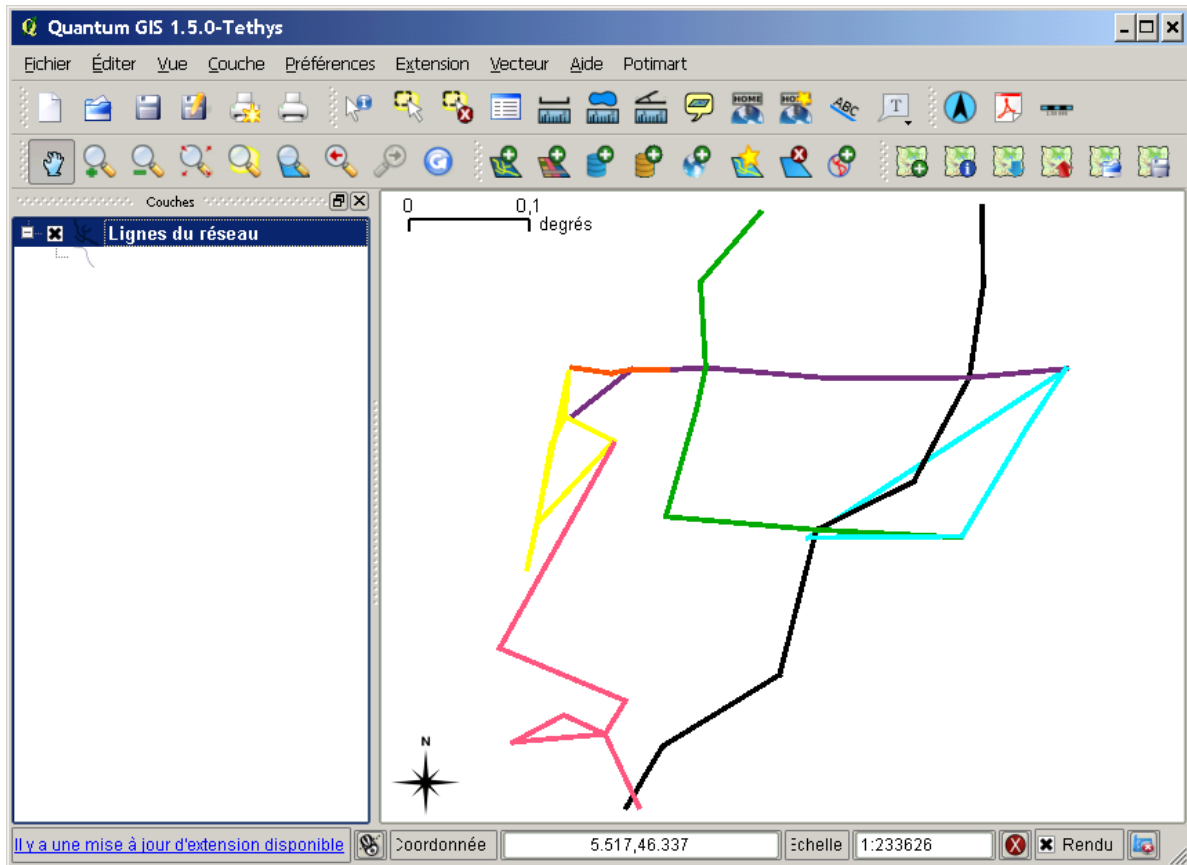 Quantum GIS 1.5.0-Tethys
Fichier Éditer Vue Couche Préférences Extension Vecteur Aide Potimart
HOME
ABC
T
Couches
Lignes du réseau
0 0,1
degrés
N
Il y a une mise à jour d'extension disponible
Coordonnée 5.517,46.337 Echelle 1:233626 Rendu